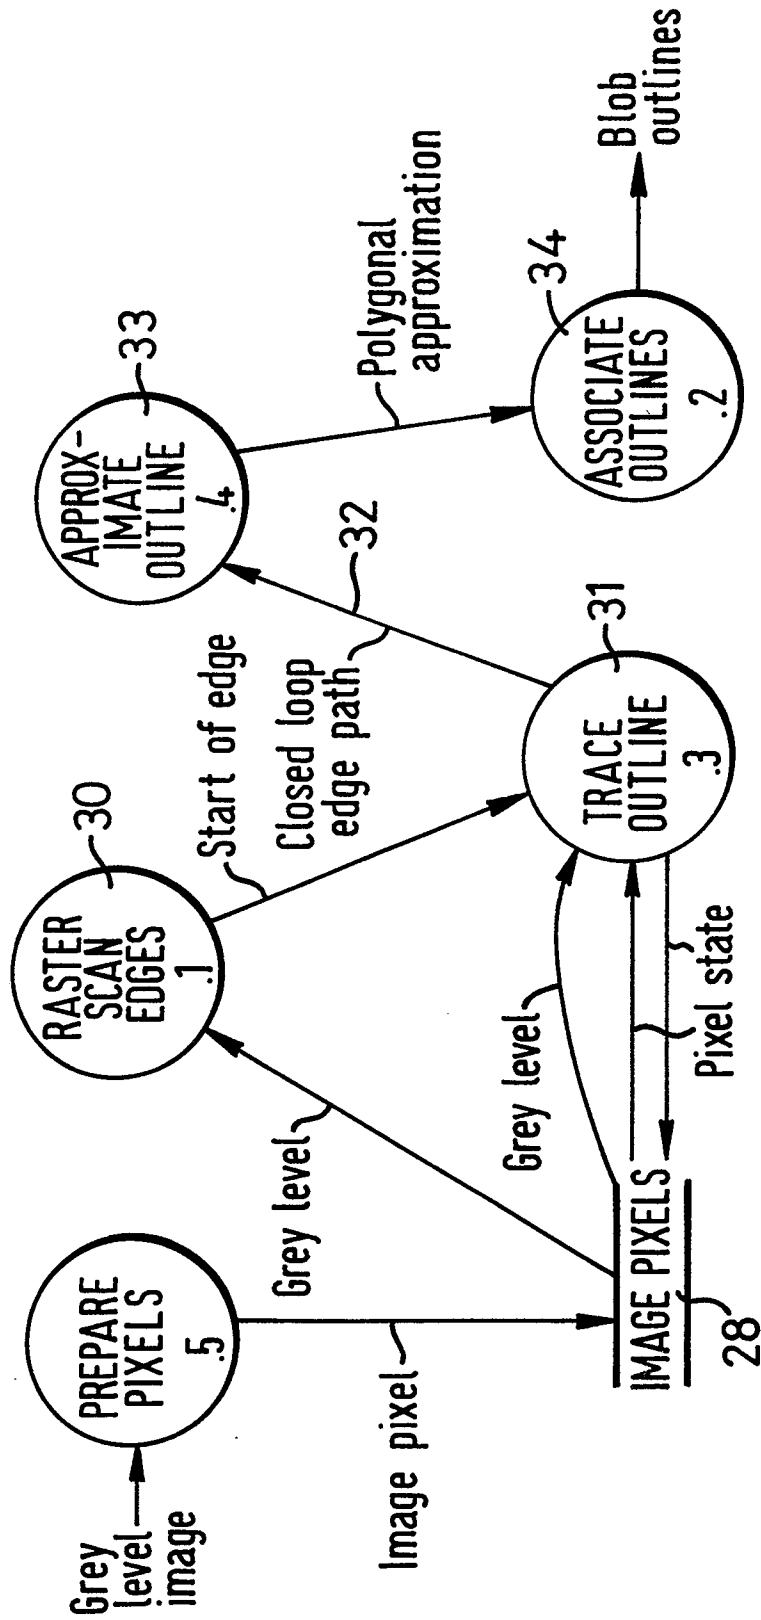 Grey
level
image
PREPARE
PIXELS
.5
Image pixel
IMAGE PIXELS
28
Grey level
Grey level
Pixel state
RASTER
SCAN
EDGES
.1
30
Start of edge
TRACE
OUTLINE
.3
31
Closed loop
edge path
32
APPROX-
IMATE
OUTLINE
.4
33
Polygonal
approximation
ASSOCIATE
OUTLINES
.2
34
Blob
outlines